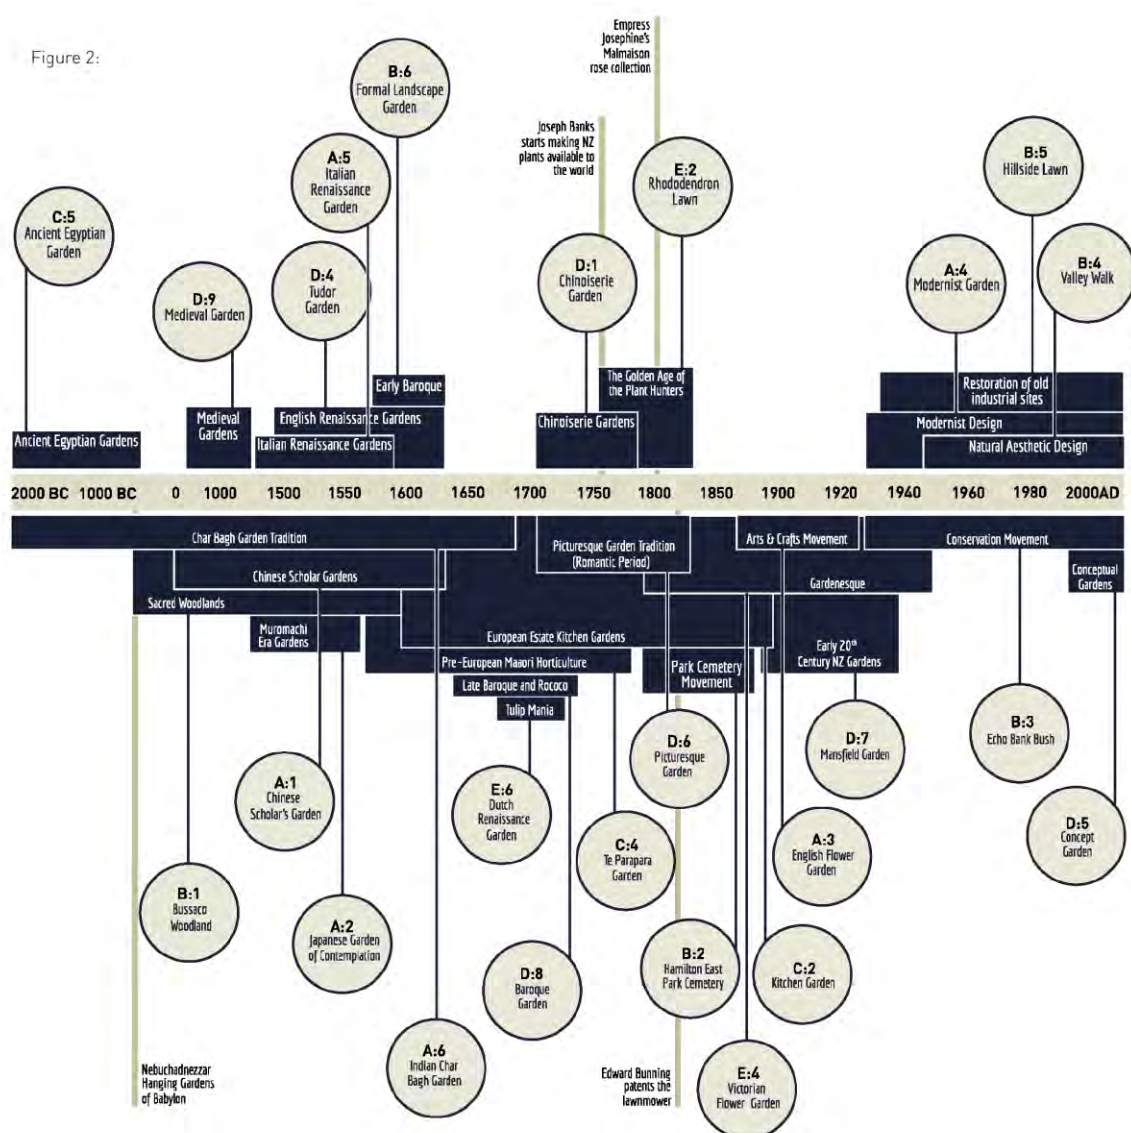 Figure 2:
Empress
Josephine's
Malmaison
rose collection
Joseph Banks
starts making NZ
plants available to
the world
B:6
Formal Landscape
Garden
A:5
Italian
Renaissance
Garden
C:5
Ancient Egyptian
Garden
D:9
Medieval Garden
D:4
Tudor
Garden
D:1
Chinoiserie
Garden
E:2
Rhododendron
Lawn
B:5
Hillside Lawn
A:4
Modernist Garden
B:4
Valley Walk
Early Baroque
The Golden Age of
the Plant Hunters
Restoration of old
industrial sites
Medieval
Gardens
English Renaissance Gardens
Chinoiserie Gardens
Modernist Design
Ancient Egyptian Gardens
Italian Renaissance Gardens
Natural Aesthetic Design
2000 BC 1000 BC 0 1000 1500 1550 1600 1650 1700 1750 1800 1850 1900 1920 1940 1960 1980 2000AD
Char Bagh Garden Tradition
Picturesque Garden Tradition
(Romantic Period)
Arts & Crafts Movement
Conservation Movement
Chinese Scholar Gardens
Gardenesque
Conceptual
Gardens
Sacred Woodlands
Muromachi
Era Gardens
European Estate Kitchen Gardens
Early 20th
Century NZ Gardens
Pre-European Maaori Horticulture
Park Cemetery
Movement
Late Baroque and Rococo
Tulip Mania
A:1
Chinese
Scholar's Garden
E:6
Dutch
Renaissance
Garden
D:6
Picturesque
Garden
D:7
Mansfield Garden
B:3
Echo Bank Bush
C:4
Te Parapara
Garden
A:3
English Flower
Garden
D:5
Concept
Garden
B:1
Bussaco
Woodland
A:2
Japanese Garden
of Contemplation
D:8
Baroque
Garden
B:2
Hamilton East
Park Cemetery
C:2
Kitchen Garden
A:6
Indian Char
Bagh Garden
E:4
Victorian
Flower Garden
Nebuchadnezzar
Hanging Gardens
of Babylon
Edward Bunning
patents the
lawnmower